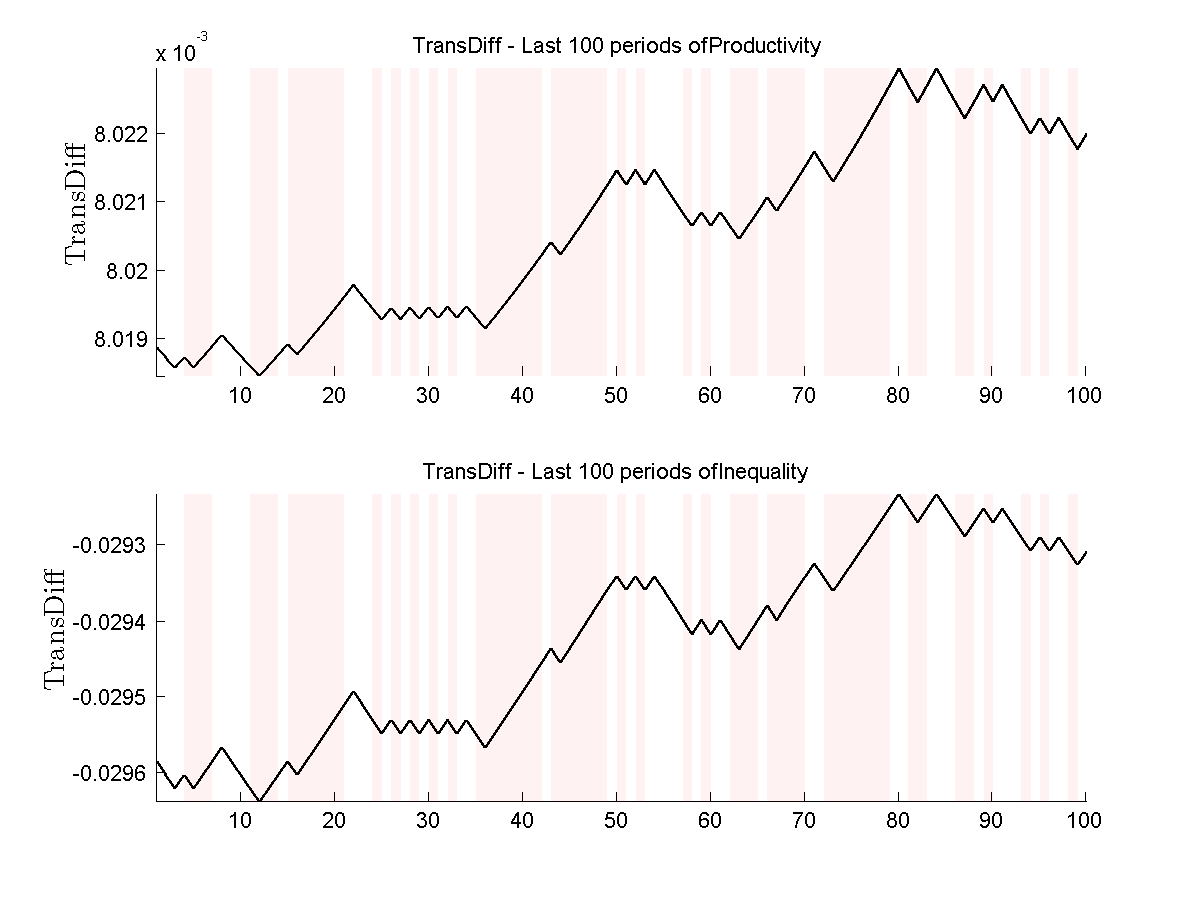 x 10-3
TransDiff - Last 100 periods ofProductivity
TransDiff
8.022
8.021
8.02
8.019
10 20 30 40 50 60 70 80 90 100
TransDiff - Last 100 periods ofInequality
TransDiff
-0.0293
-0.0294
-0.0295
-0.0296
10 20 30 40 50 60 70 80 90 100